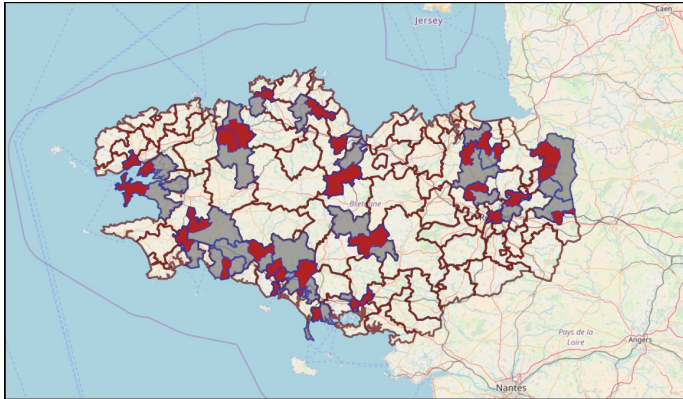 Jersey
Caen
Bretagne
Pays de la
Loire
Angers
Nantes